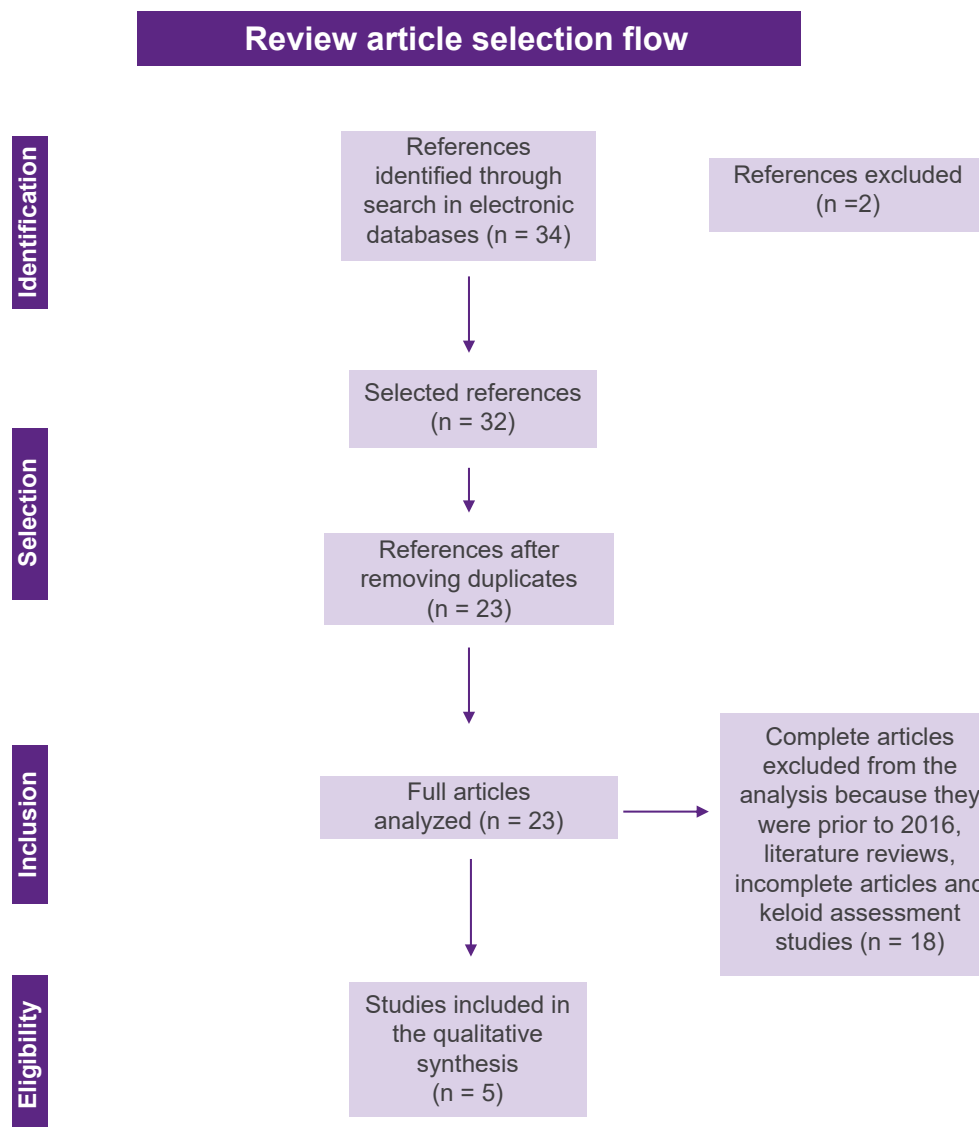 Review article selection flow
Identification
References
identified through
search in electronic
databases (n = 34)
References excluded
(n =2)
Selection
Selected references
(n = 32)
References after
removing duplicates
(n = 23)
Inclusion
Full articles
analyzed (n = 23)
Complete articles
excluded from the
analysis because they
were prior to 2016,
literature reviews,
incomplete articles and
keloid assessment
studies (n = 18)
Eligibility
Studies included in
the qualitative
synthesis
(n = 5)